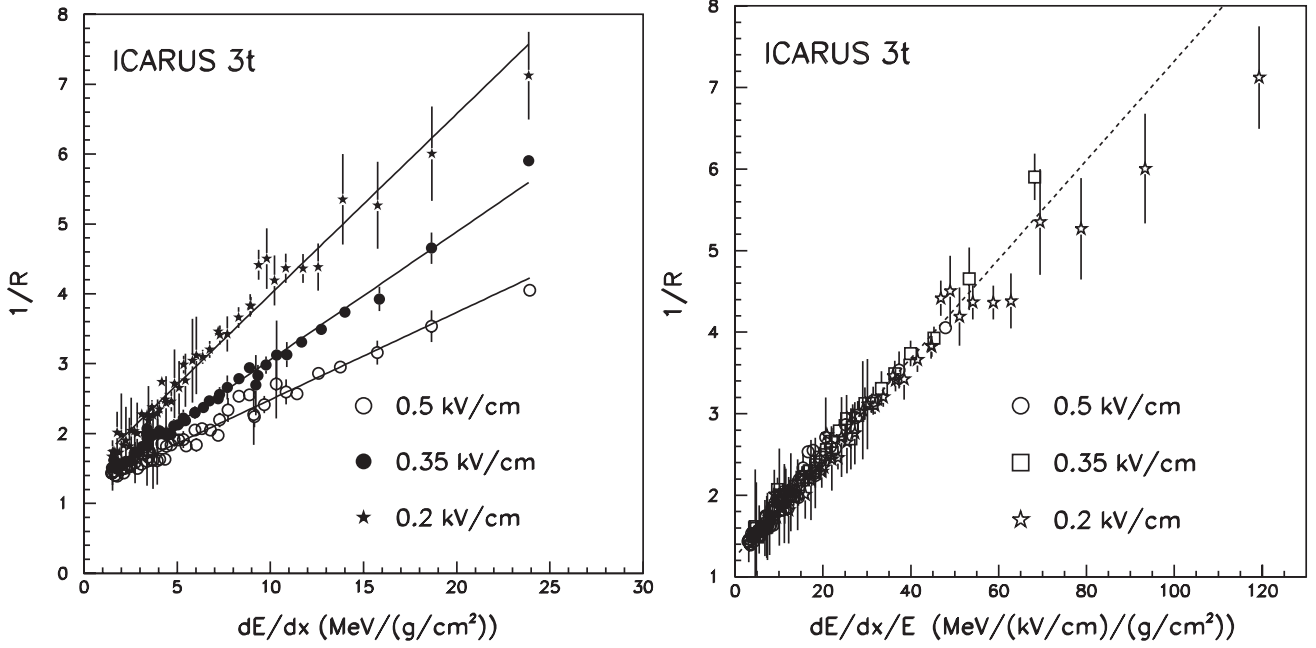 ICARUS 3t
8
7
6
5
4
3
2
1
0
1/R
0.5 kV/cm
0.35 kV/cm
0.2 kV/cm
0 5 10 15 20 25 30
dE/dx (MeV/(g/cm²))
ICARUS 3t
8
7
6
5
4
3
2
1
1/R
0.5 kV/cm
0.35 kV/cm
0.2 kV/cm
0 20 40 60 80 100 120
dE/dx/E (MeV/(kV/cm)/(g/cm²))